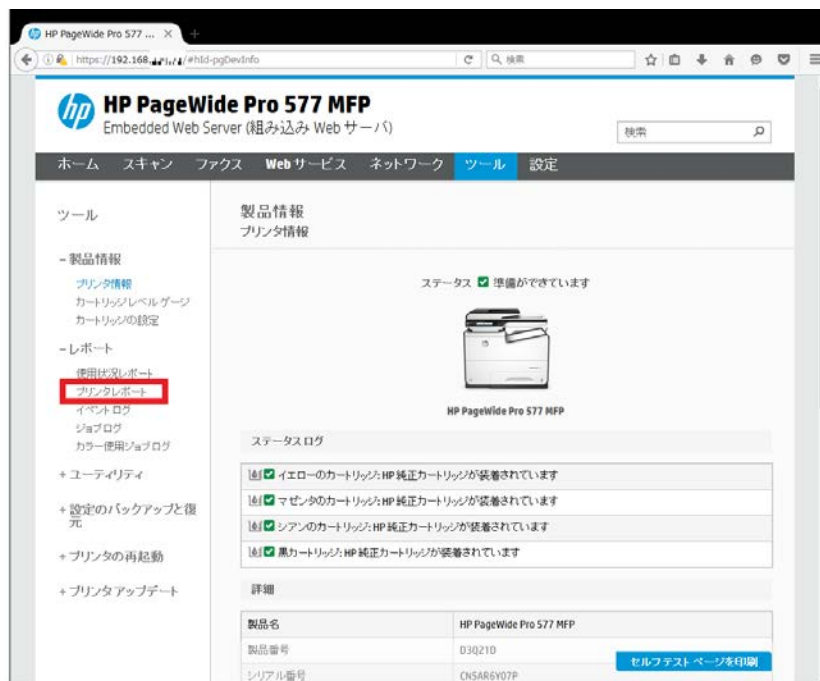 HP PageWide Pro 577 ...
https://192.168.
/#hId-pgDevInfo
検索
hp
HP PageWide Pro 577 MFP
Embedded Web Server (組み込み Web サーバ)
検索
ホーム スキャン ファクス Web サービス ネットワーク ツール 設定
ツール
- 製品情報
プリンタ情報
カートリッジレベル ゲージ
カートリッジの設定
- レポート
使用状況レポート
プリンタレポート
イベント ログ
ジョブ ログ
カラー使用ジョブ ログ
+ ユーティリティ
+ 設定のバックアップと復
元
+ プリンタの再起動
+ プリンタ アップデート
製品情報
プリンタ情報
ステータス 準備ができています
HP PageWide Pro 577 MFP
ステータス ログ
イエローのカートリッジ: HP 純正カートリッジが装着されています
マゼンタのカートリッジ: HP 純正カートリッジが装着されています
シアンのカートリッジ: HP 純正カートリッジが装着されています
黒カートリッジ: HP 純正カートリッジが装着されています
詳細
製品名 HP PageWide Pro 577 MFP
製品番号 D3Q21D
シリアル番号 CN5AR6Y07P
セルフテスト ページを印刷